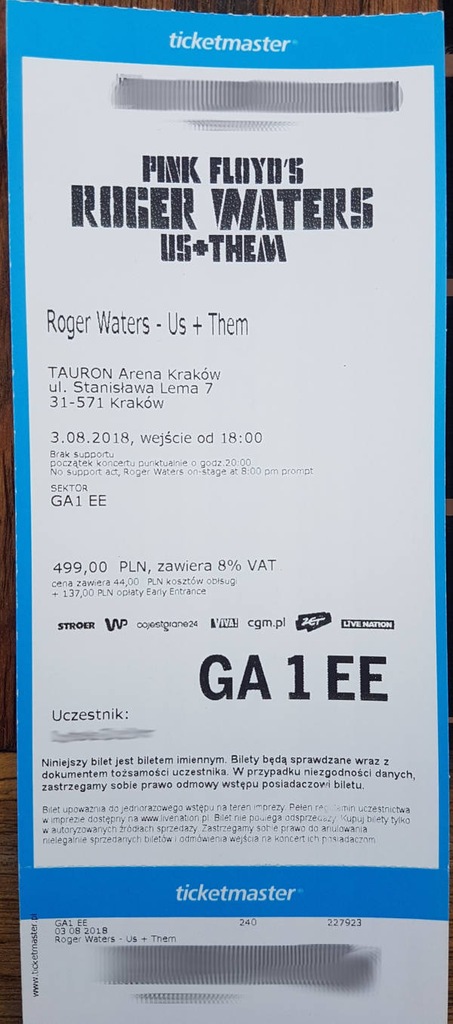 ticketmaster®
PINK FLOYD'S
ROGER WATERS
US+THEM
Roger Waters - Us + Them
TAURON Arena Kraków
ul. Stanisława Lema 7
31-571 Kraków
3.08.2018, wejście od 18:00
Brak supportu
początek koncertu punktualnie o godz.20:00
No support act, Roger Waters on-stage at 8:00 pm prompt
SEKTOR
GA1 EE
499,00 PLN, zawiera 8% VAT
cena zawiera 44,00 PLN kosztów obsługi
+ 137,00 PLN opłaty Early Entrance
STROER WP cojestgrane24 VIVA! cgm.pl ZET LIVE NATION
GA 1 EE
Uczestnik:
Niniejszy bilet jest biletem imiennym. Bilety będą sprawdzane wraz z
dokumentem tożsamości uczestnika. W przypadku niezgodności danych,
zastrzegamy sobie prawo odmowy wstępu posiadaczowi biletu.
Bilet upoważnia do jednorazowego wstępu na teren imprezy. Pełen regulamin uczestnictwa
w imprezie dostępny na www.livenation.pl. Bilet nie podlega odsprzedaży. Kupuj bilety tylko
w autoryzowanych źródłach sprzedaży. Zastrzegamy sobie prawo do anulowania
nielegalnie sprzedanych biletów i odmówienia wejścia na koncert ich posiadaczom.
ticketmaster®
www.ticketmaster.pl
GA1 EE 240 227923
03 08 2018
Roger Waters - Us + Them